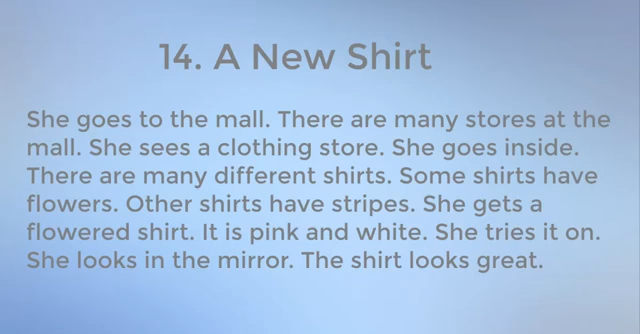 14. A New Shirt
She goes to the mall. There are many stores at the
mall. She sees a clothing store. She goes inside.
There are many different shirts. Some shirts have
flowers. Other shirts have stripes. She gets a
flowered shirt. It is pink and white. She tries it on.
She looks in the mirror. The shirt looks great.